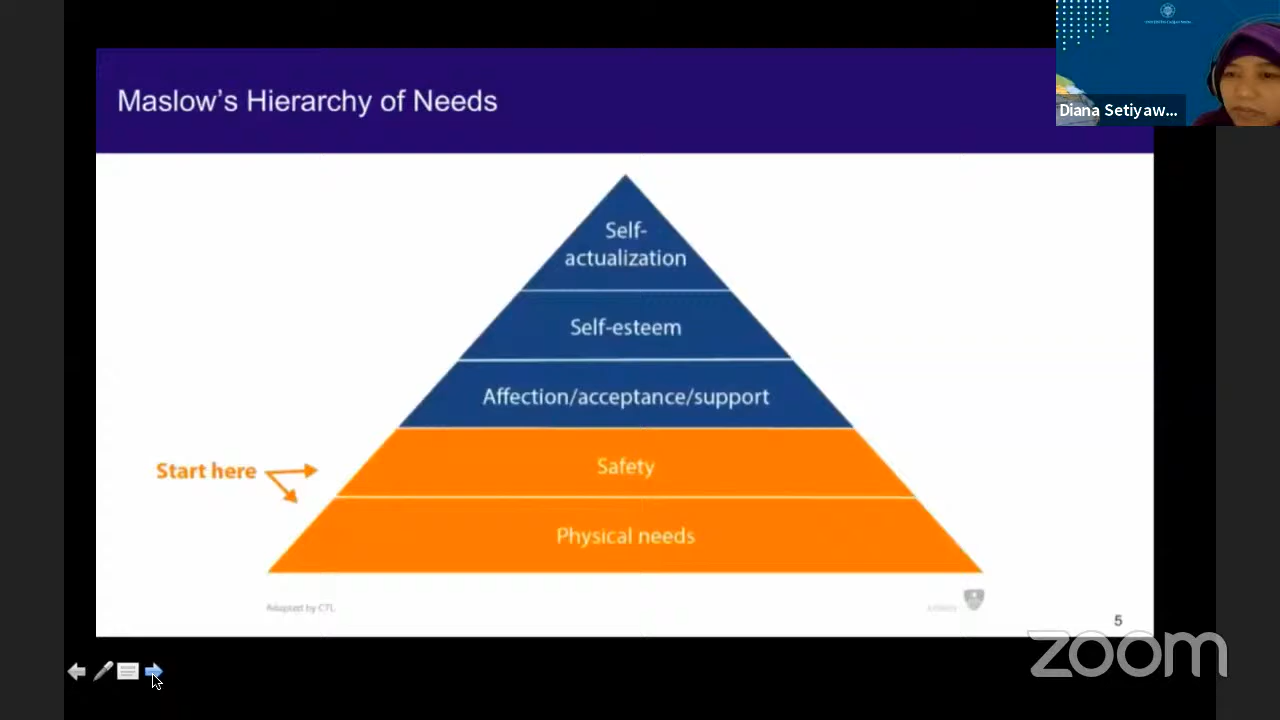 Maslow's Hierarchy of Needs
Diana Setiyaw...
Self-
actualization
Self-esteem
Affection/acceptance/support
Start here
Safety
Physical needs
Adapted by CTL
5
zoom